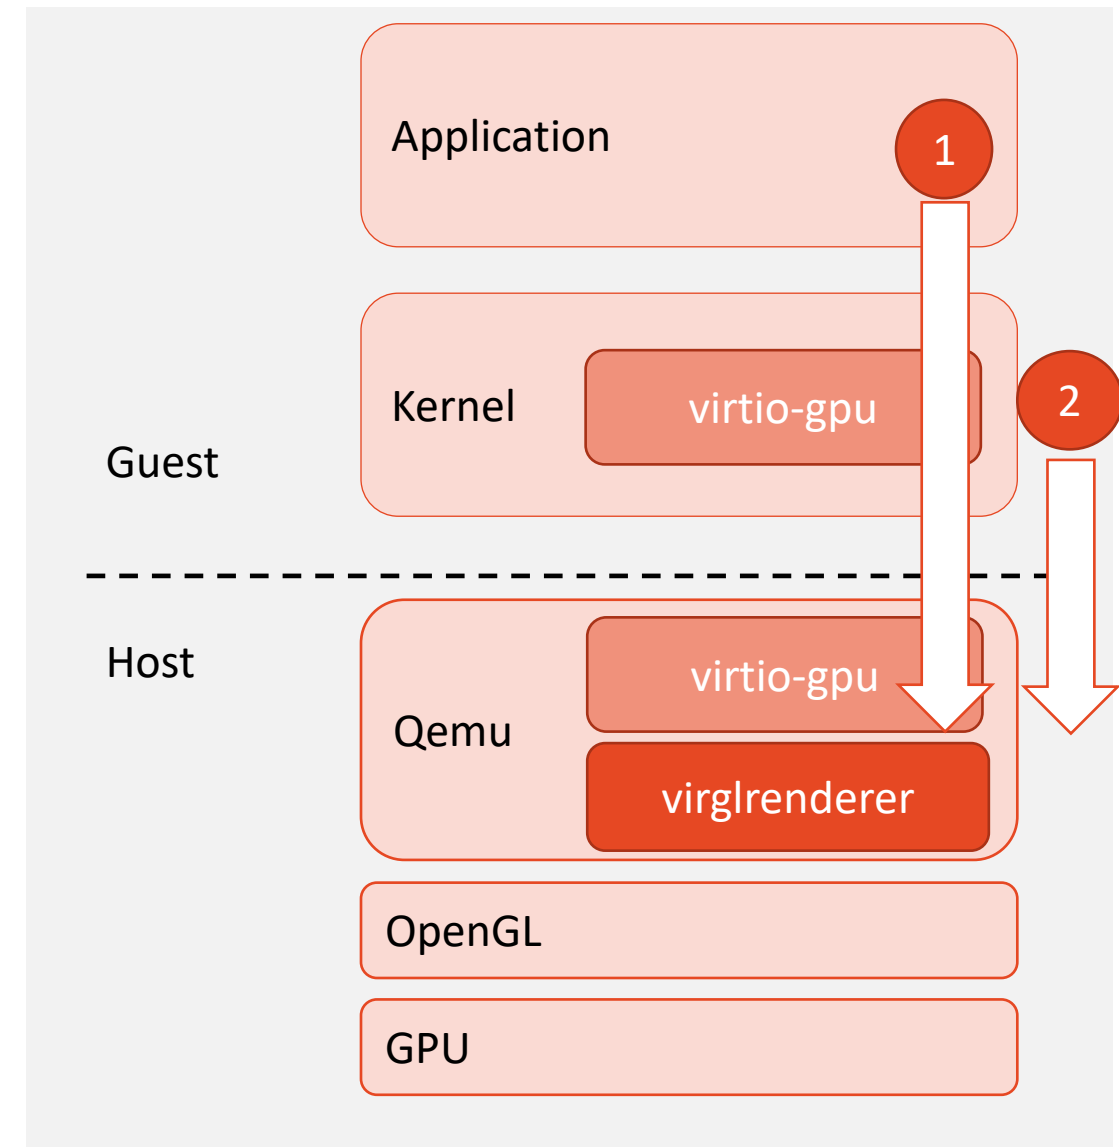 Application
1
Kernel
virtio-gpu
2
Guest
Host
virtio-gpu
Qemu
virglrenderer
OpenGL
GPU